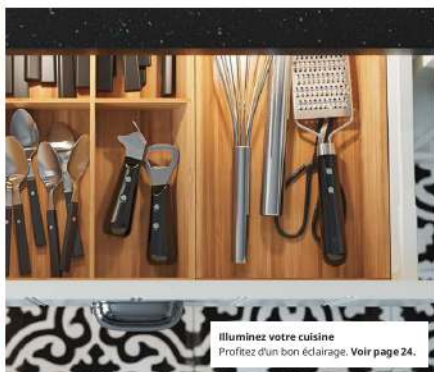 Illuminez votre cuisine
Profitez d'un bon éclairage. Voir page 24.